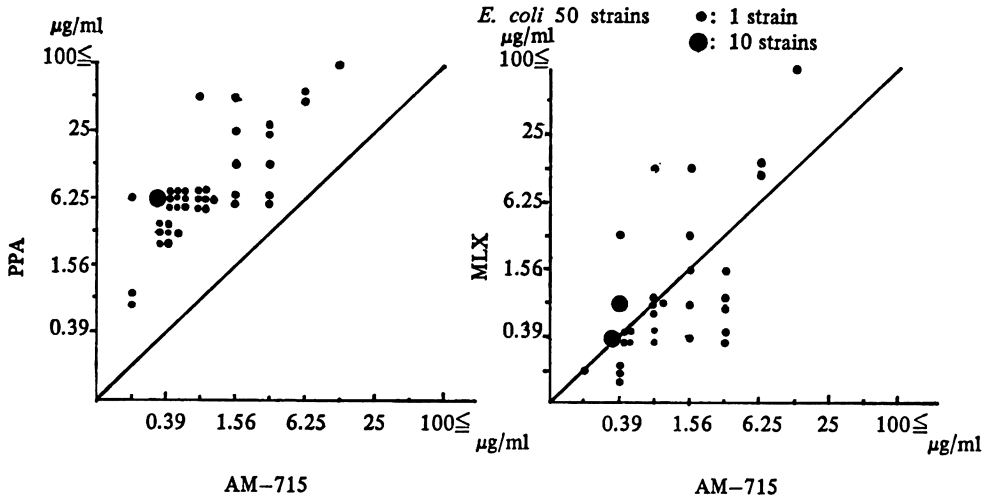 E. coli 50 strains
●: 1 strain
●: 10 strains
µg/ml
100≦
25
6.25
1.56
0.39
PPA
0.39 1.56 6.25 25 100≦
µg/ml
AM–715
µg/ml
100≦
25
6.25
1.56
0.39
MLX
0.39 1.56 6.25 25 100≦
µg/ml
AM–715